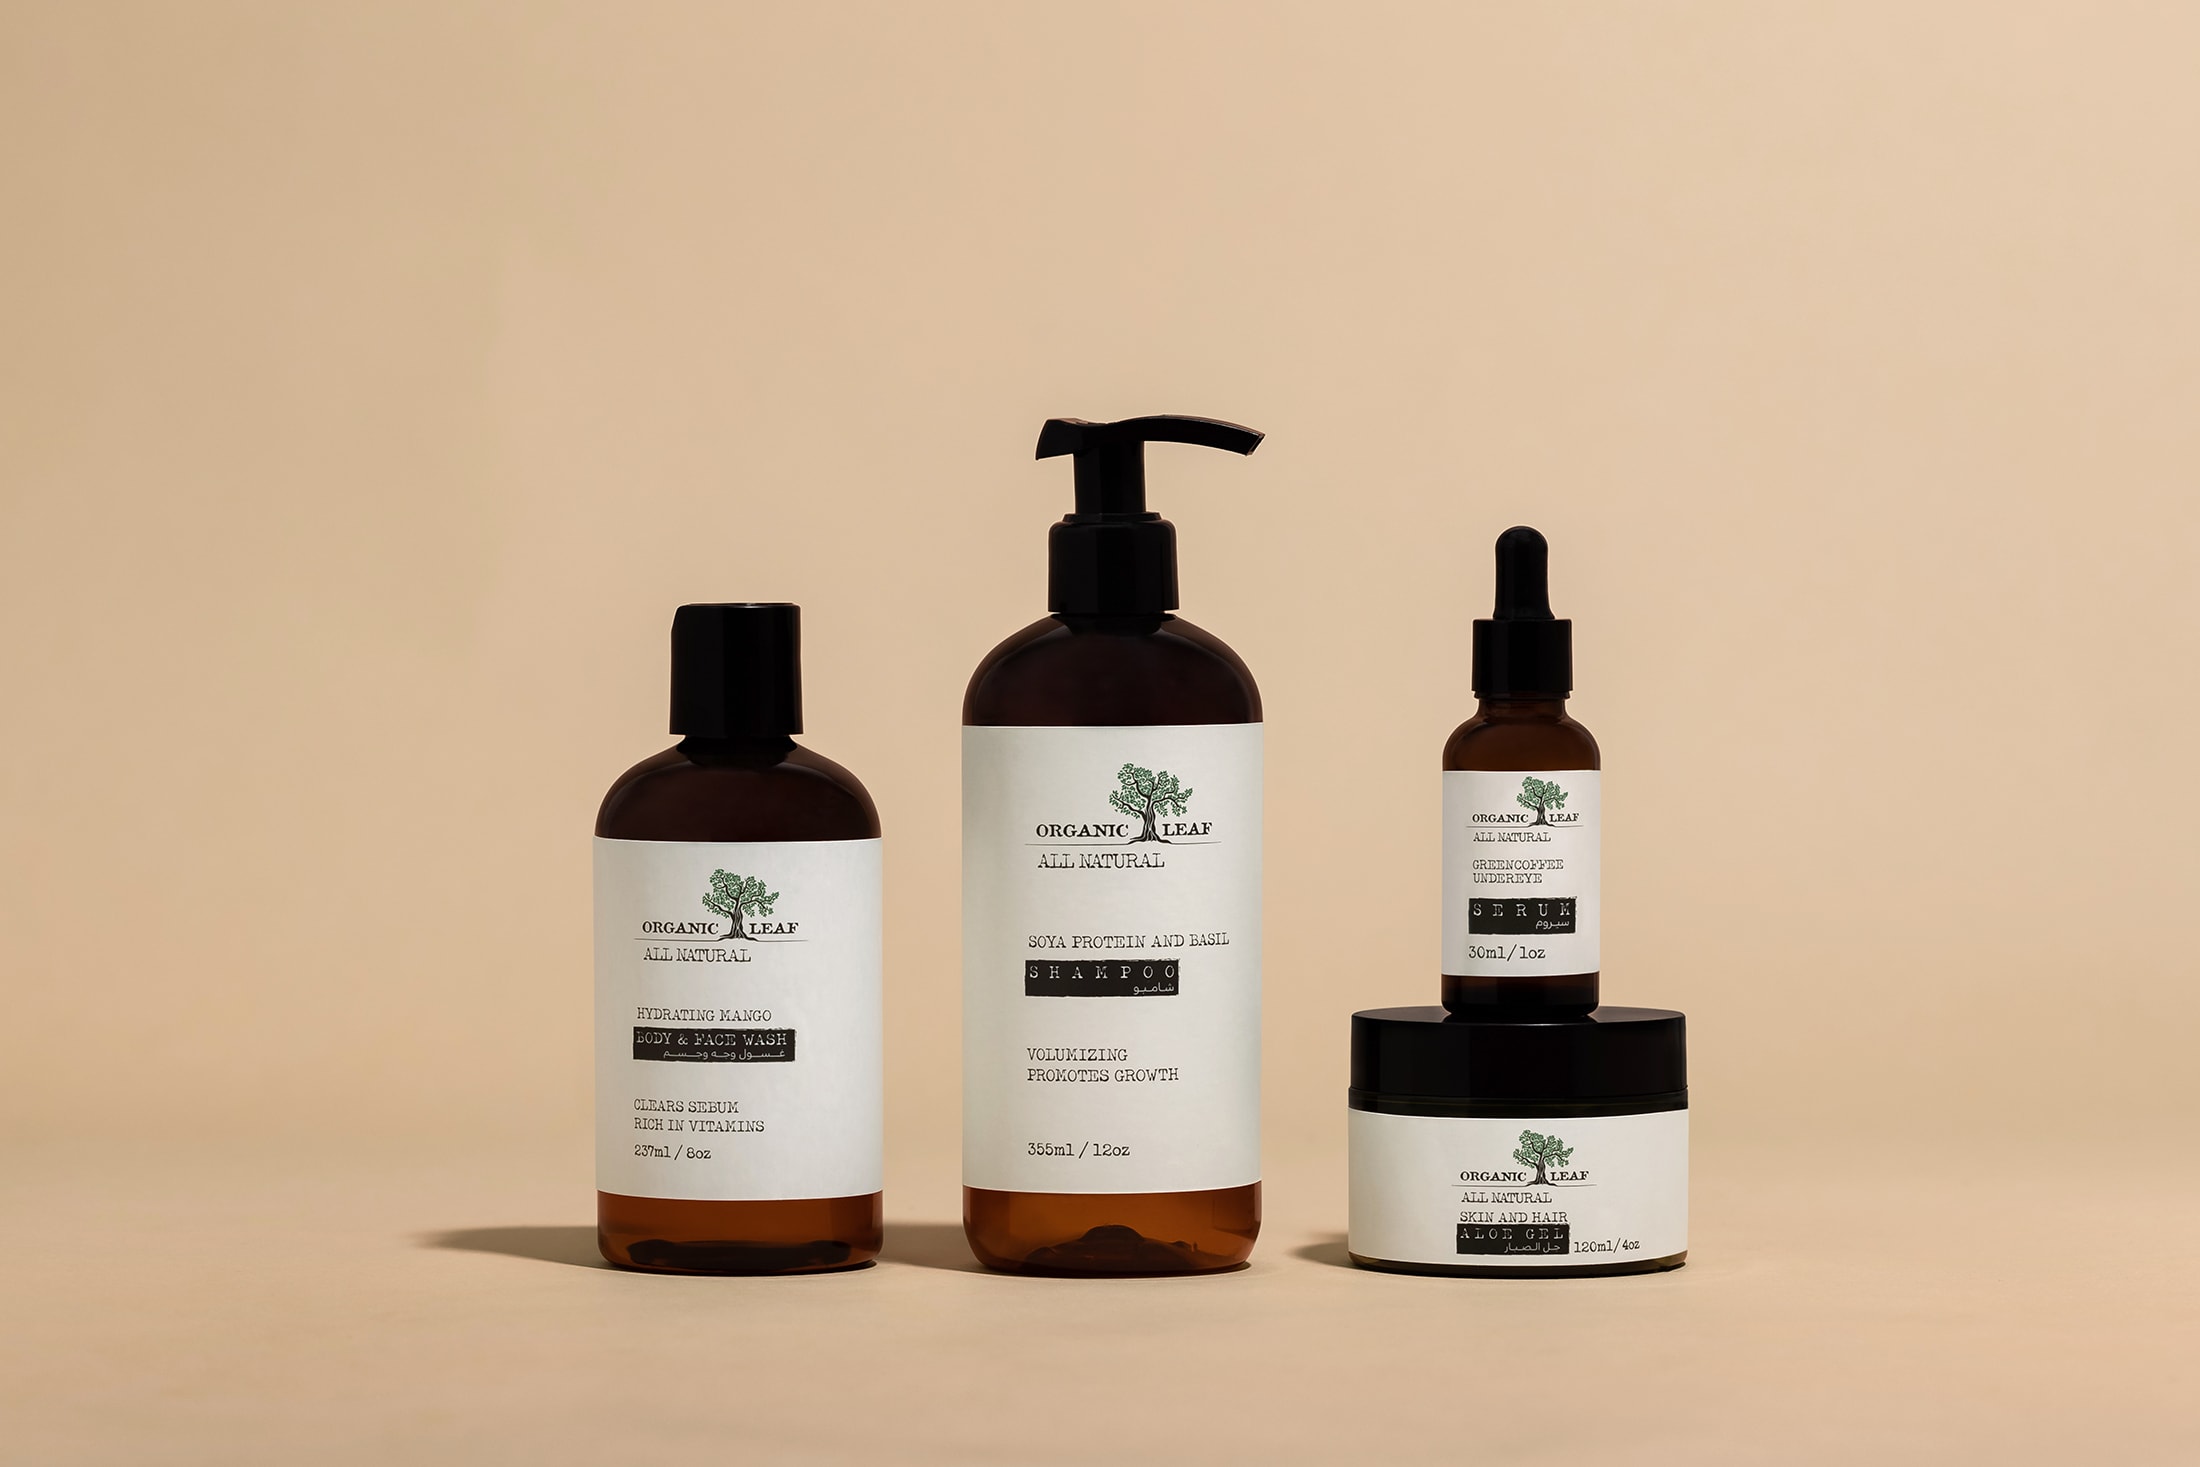 ORGANIC LEAF
ALL NATURAL
HYDRATING MANGO
BODY & FACE WASH
غسول وجه وجسم
CLEARS SEBUM
RICH IN VITAMINS
237ml / 8oz
ORGANIC LEAF
ALL NATURAL
SOYA PROTEIN AND BASIL
SHAMPOO
شامبو
VOLUMIZING
PROMOTES GROWTH
355ml / 12oz
ORGANIC LEAF
ALL NATURAL
GREENCOFFEE
UNDEREYE
SERUM
سيروم
30ml/1oz
ORGANIC LEAF
ALL NATURAL
SKIN AND HAIR
ALOE GEL
جل الصبار
120ml/4oz